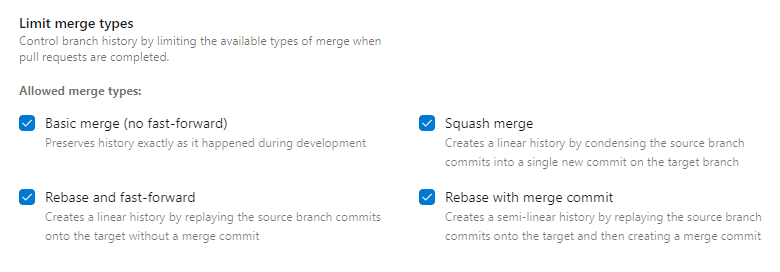 Limit merge types
Control branch history by limiting the available types of merge when
pull requests are completed.
Allowed merge types:
Basic merge (no fast-forward)
Preserves history exactly as it happened during development
Squash merge
Creates a linear history by condensing the source branch
commits into a single new commit on the target branch
Rebase and fast-forward
Creates a linear history by replaying the source branch commits
onto the target without a merge commit
Rebase with merge commit
Creates a semi-linear history by replaying the source branch
commits onto the target and then creating a merge commit